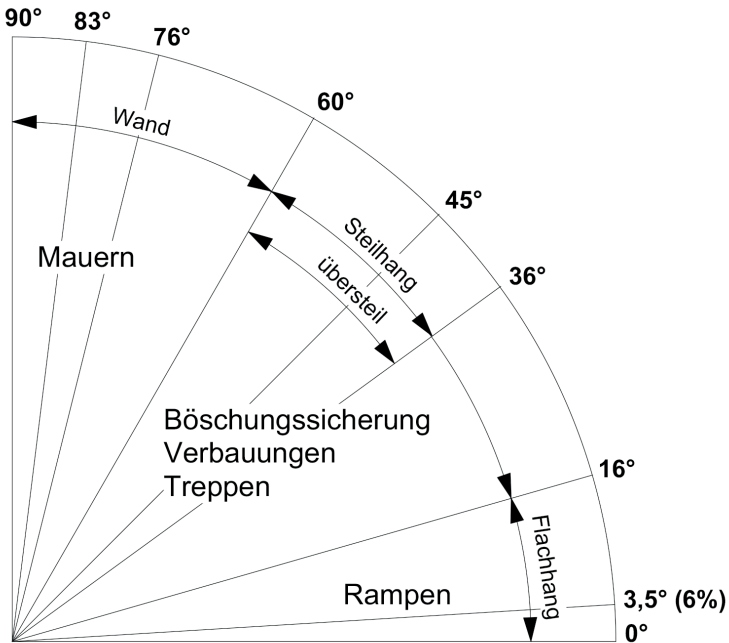 90°
83°
76°
60°
45°
36°
16°
3,5° (6%)
0°
Wand
Steilhang
übersteil
Flachhang
Mauern
Böschungssicherung
Verbauungen
Treppen
Rampen